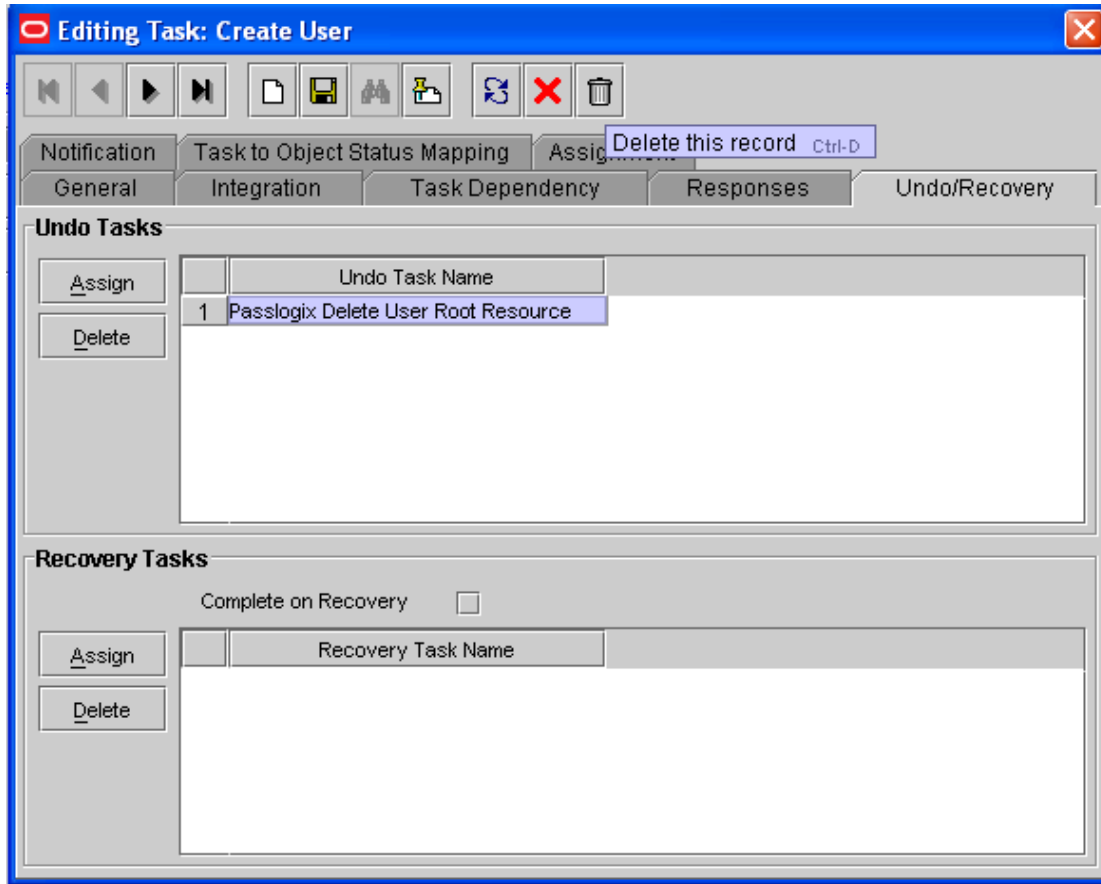 Editing Task: Create User
Delete this record Ctrl-D
Notification Task to Object Status Mapping
General Integration Task Dependency Responses Undo/Recovery
Undo Tasks
Assign
Delete
Undo Task Name
1 Passlogix Delete User Root Resource
Recovery Tasks
Complete on Recovery
Assign
Delete
Recovery Task Name